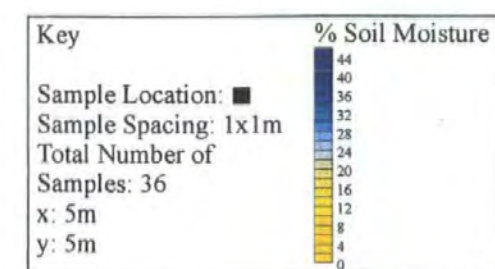 Key
% Soil Moisture
Sample Location:
Sample Spacing: 1x1m
Total Number of
Samples: 36
x: 5m
y: 5m
44
40
36
32
28
24
20
16
12
8
4
0